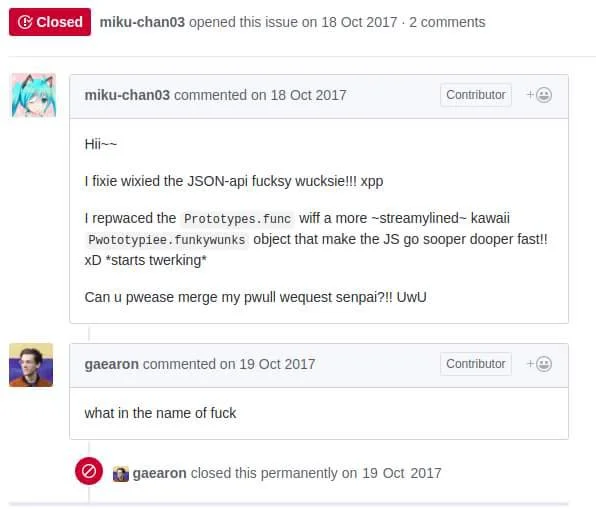 Closed miku-chan03 opened this issue on 18 Oct 2017 · 2 comments
miku-chan03 commented on 18 Oct 2017 Contributor +
Hii~~
I fixie wixied the JSON-api fucksy wucksie!!! xpp
I repwaced the Prototypes.func wiff a more ~streamylined~ kawaii
Pwototypiee.funkywunks object that make the JS go sooper dooper fast!!
xD *starts twerking*
Can u pwease merge my pwull wequest senpai?!! UwU
gaearon commented on 19 Oct 2017 Contributor +
what in the name of fuck
gaearon closed this permanently on 19 Oct 2017